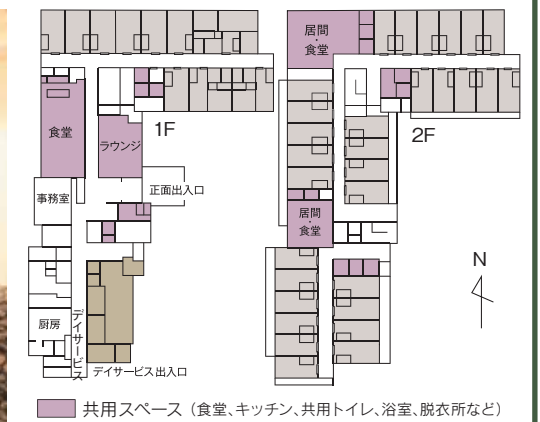 居間・食堂
食堂
ラウンジ
1F
2F
事務室
正面出入口
居間・食堂
N
厨房
デイサービス
デイサービス出入口
共用スペース（食堂、キッチン、共用トイレ、浴室、脱衣所など）